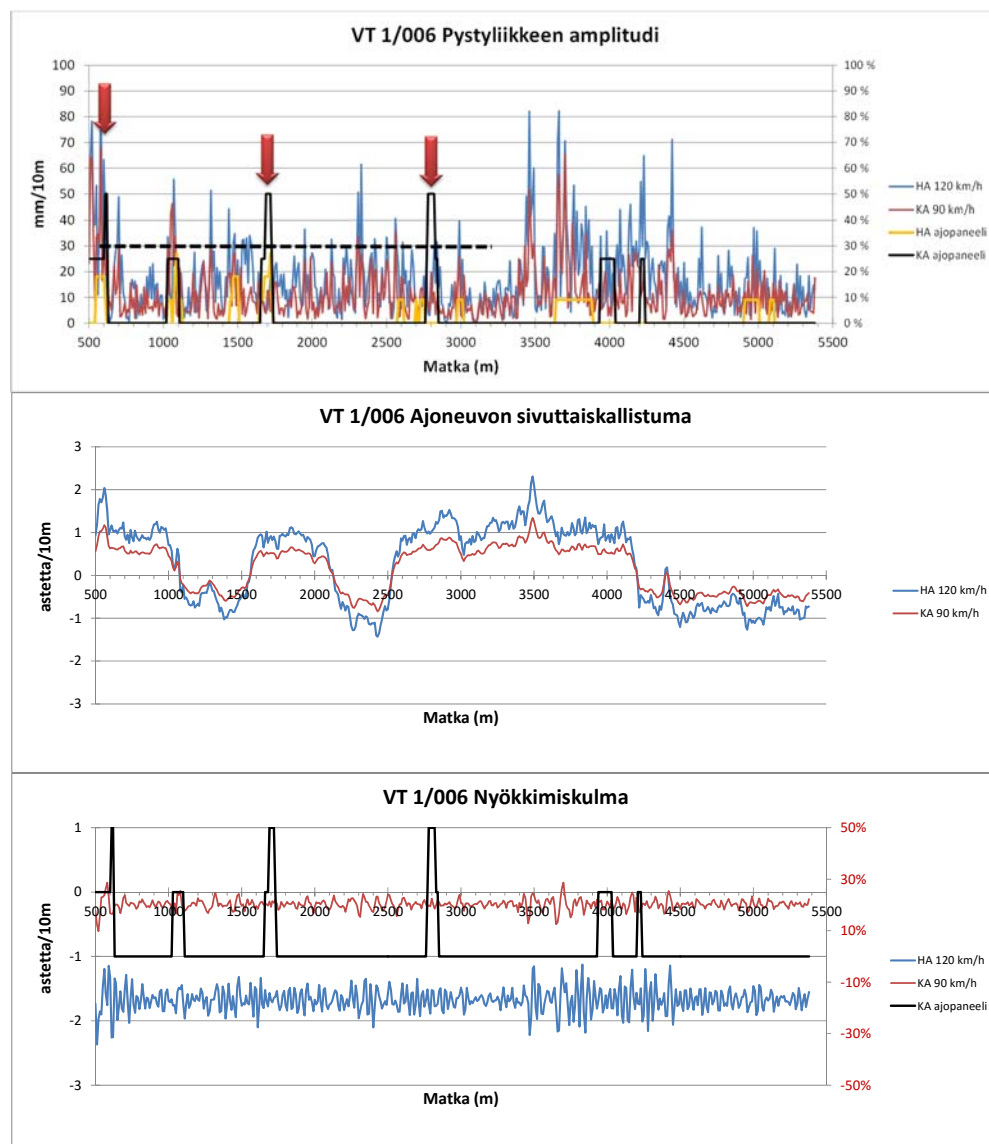 VT 1/006 Pystyliikkeen amplitudi
mm/10m
100
90
80
70
60
50
40
30
20
10
0
100 %
90 %
80 %
70 %
60 %
50 %
40 %
30 %
20 %
10 %
0 %
500 1000 1500 2000 2500 3000 3500 4000 4500 5000 5500
Matka (m)
HA 120 km/h
KA 90 km/h
HA ajopaneeli
KA ajopaneeli
VT 1/006 Ajoneuvon sivuttaiskallistuma
astetta/10m
3
2
1
0
-1
-2
-3
500 1000 1500 2000 2500 3000 3500 4000 4500 5000 5500
Matka (m)
HA 120 km/h
KA 90 km/h
VT 1/006 Nyökkimiskulma
astetta/10m
1
0
-1
-2
-3
50%
30%
10%
-10%
-30%
-50%
500 1000 1500 2000 2500 3000 3500 4000 4500 5000 5500
Matka (m)
HA 120 km/h
KA 90 km/h
KA ajopaneeli